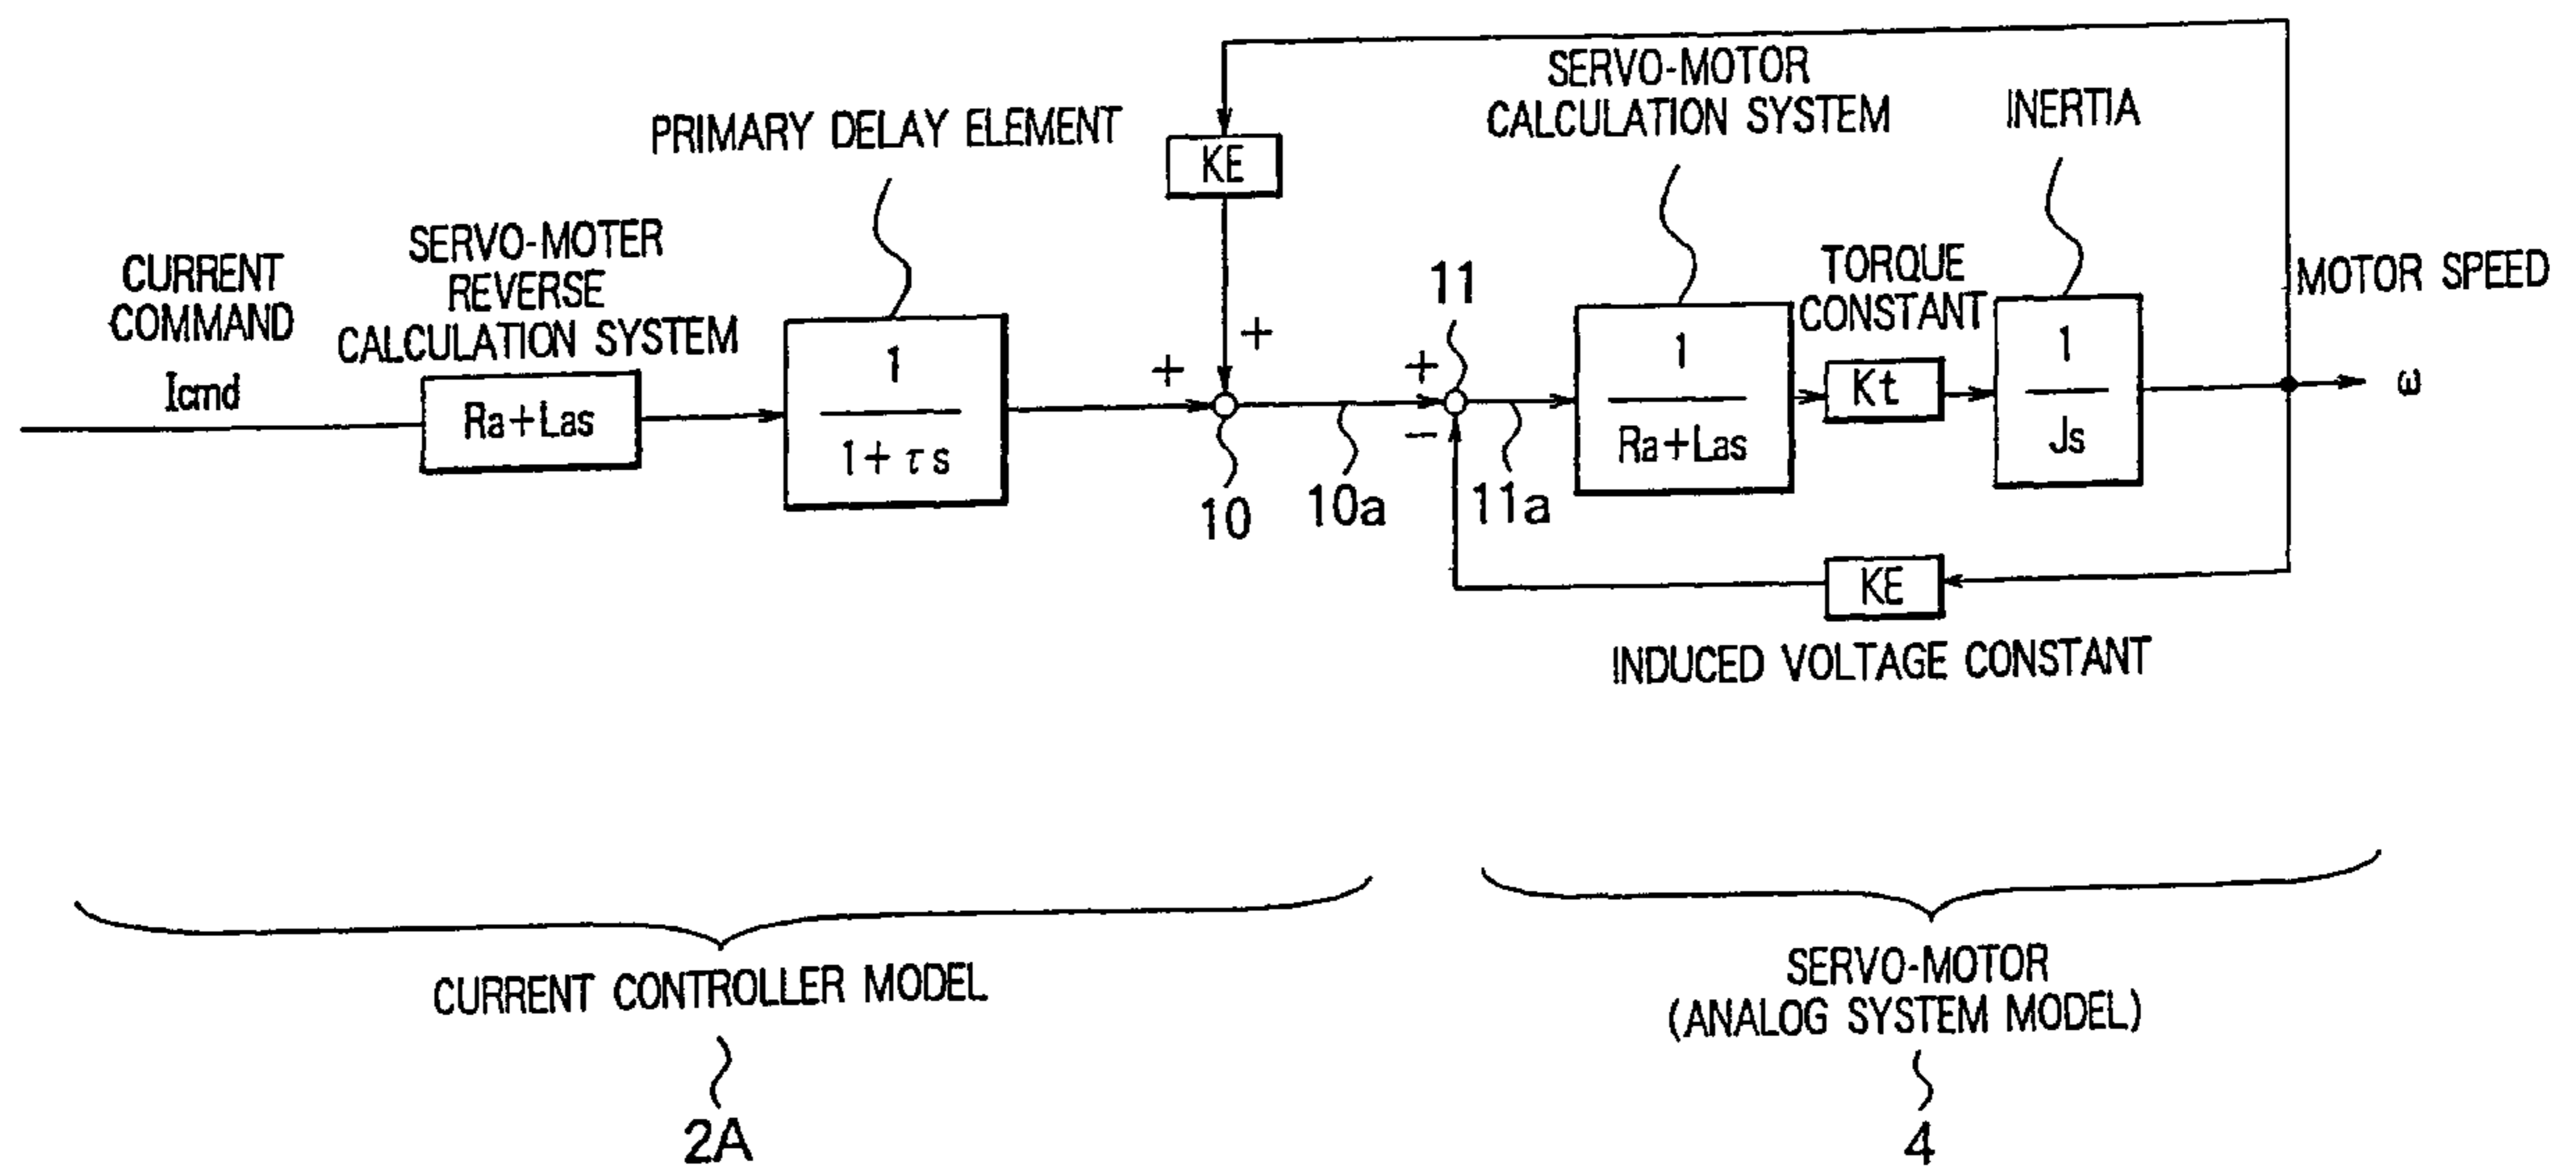 SERVO-MOTOR
CALCULATION SYSTEM
INERTIA
PRIMARY DELAY ELEMENT
KE
SERVO-MOTER
REVERSE
CALCULATION SYSTEM
CURRENT
COMMAND
Icmd
TORQUE
CONSTANT
MOTOR SPEED
11
Ra+Las
1
1+τs
+
+
+
−
1
Ra+Las
Kt
1
Js
ω
10
10a
11a
KE
INDUCED VOLTAGE CONSTANT
CURRENT CONTROLLER MODEL
2A
SERVO-MOTOR
(ANALOG SYSTEM MODEL)
4